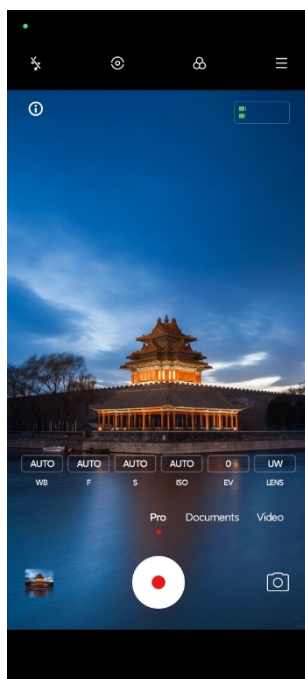 AUTO AUTO AUTO AUTO 0 UW
WB F S ISO EV LENS
Pro Documents Video